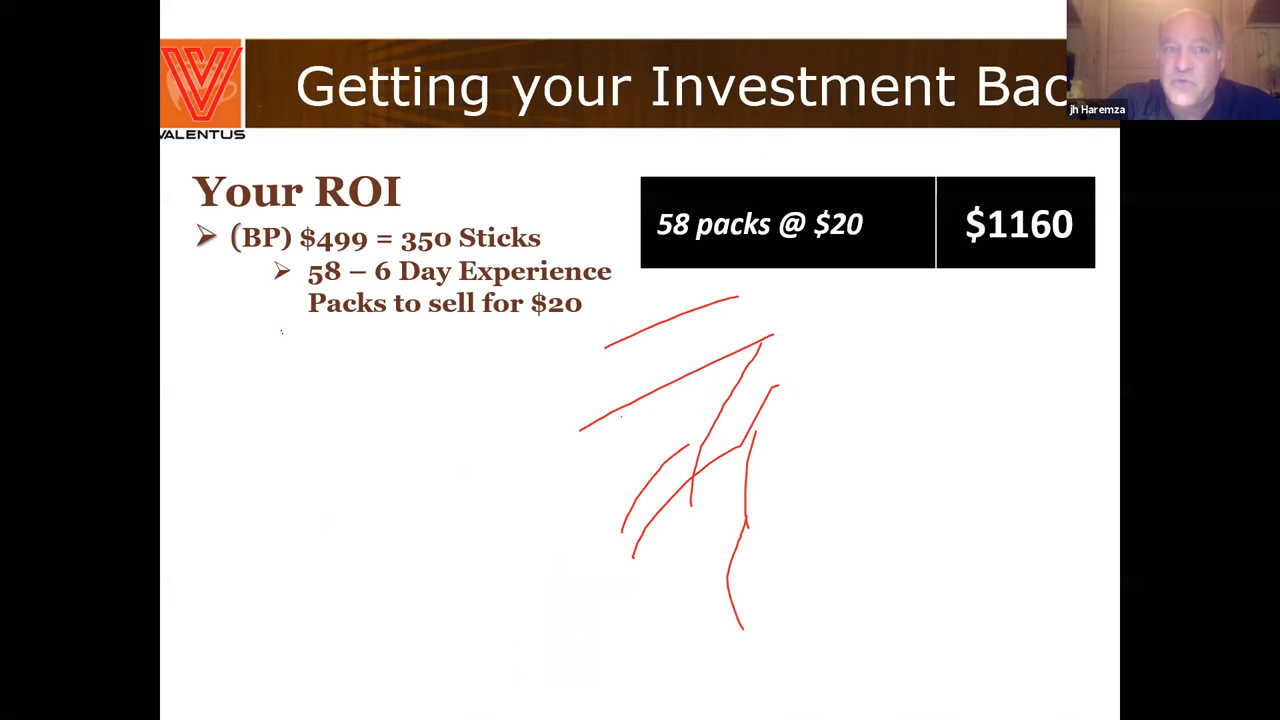 Getting your Investment Bac
jh Haremza
VALENTUS
Your ROI
(BP) $499 = 350 Sticks
58 – 6 Day Experience
Packs to sell for $20
58 packs @ $20 $1160